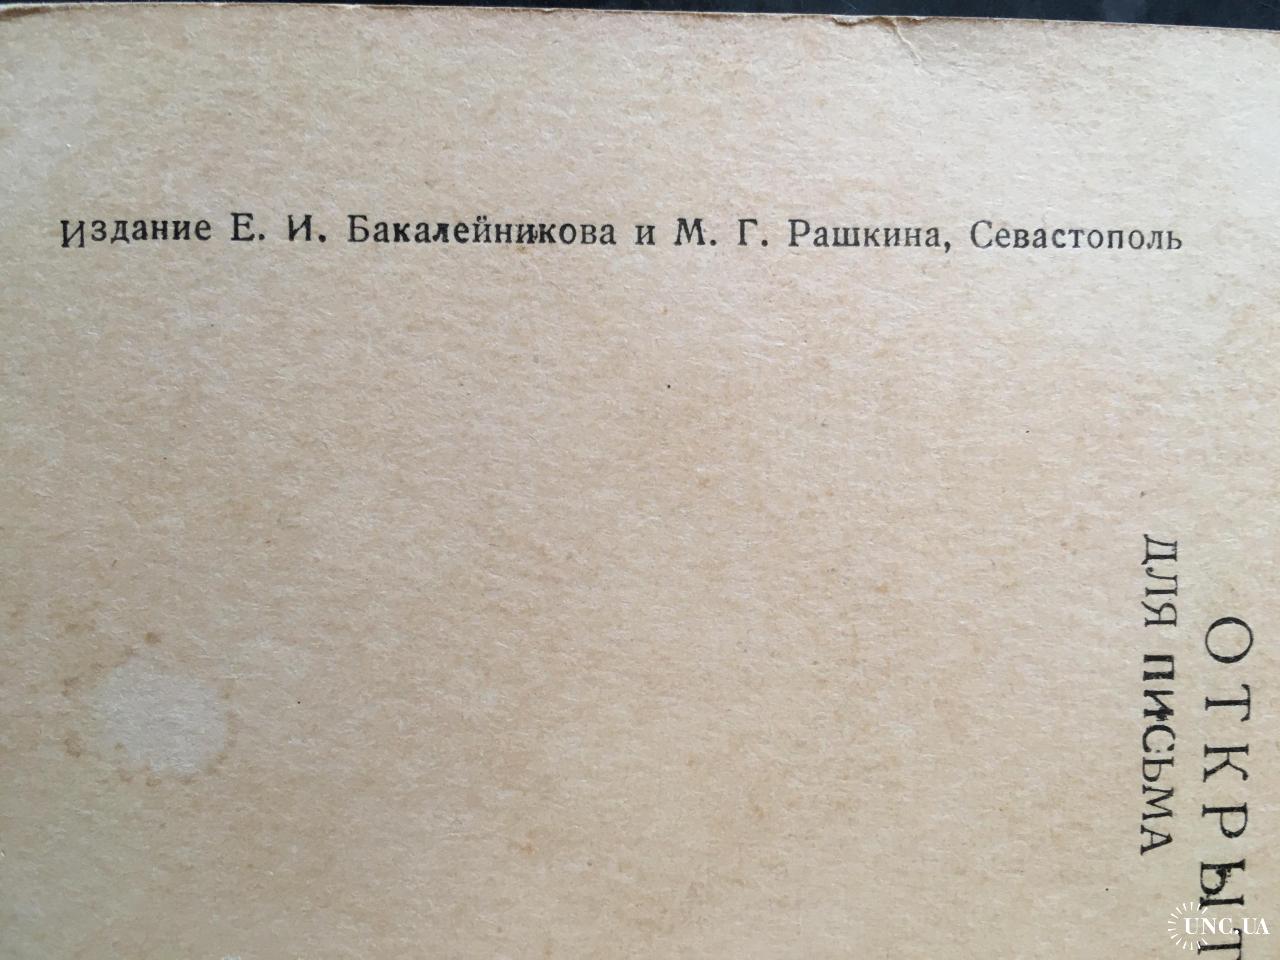 Издание Е. И. Бакалейникова и М. Г. Рашкина, Севастополь
ДЛЯ ПИСЬМА
ОТКРЫТ
UNC.UA